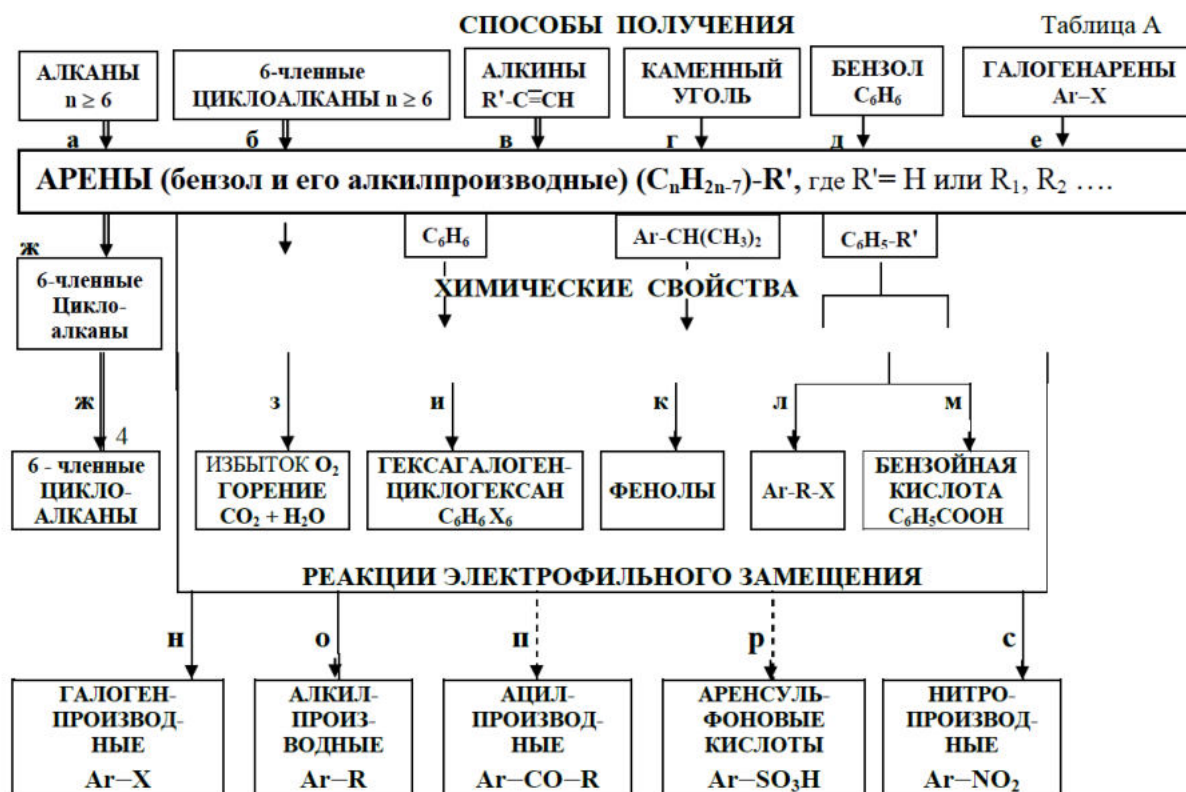 СПОСОБЫ ПОЛУЧЕНИЯ
Таблица А
АЛКАНЫ
n ≥ 6
6-членные
ЦИКЛОАЛКАНЫ n ≥ 6
АЛКИНЫ
R'-C≡CH
КАМЕННЫЙ
УГОЛЬ
БЕНЗОЛ
C₆H₆
ГАЛОГЕНАРЕНЫ
Ar–X
а
б
в
г
д
е
АРЕНЫ (бензол и его алкилпроизводные) (CₙH₂ₙ₋₇)-R', где R'= H или R₁, R₂ ….
ж
6-членные
Цикло-
алканы
C₆H₆
Ar-CH(CH₃)₂
C₆H₅-R'
ХИМИЧЕСКИЕ СВОЙСТВА
ж
з
и
к
л
м
4
6 - членные
ЦИКЛО-
АЛКАНЫ
ИЗБЫТОК O₂
ГОРЕНИЕ
CO₂ + H₂O
ГЕКСАГАЛОГЕН-
ЦИКЛОГЕКСАН
C₆H₆ X₆
ФЕНОЛЫ
Ar-R-X
БЕНЗОЙНАЯ
КИСЛОТА
C₆H₅COOH
РЕАКЦИИ ЭЛЕКТРОФИЛЬНОГО ЗАМЕЩЕНИЯ
н
о
п
р
с
ГАЛОГЕН-
ПРОИЗВОД-
НЫЕ
Ar–X
АЛКИЛ-
ПРОИЗ-
ВОДНЫЕ
Ar–R
АЦИЛ-
ПРОИЗВОД-
НЫЕ
Ar–CO–R
АРЕНСУЛЬ-
ФОНОВЫЕ
КИСЛОТЫ
Ar–SO₃H
НИТРО-
ПРОИЗВОД-
НЫЕ
Ar–NO₂